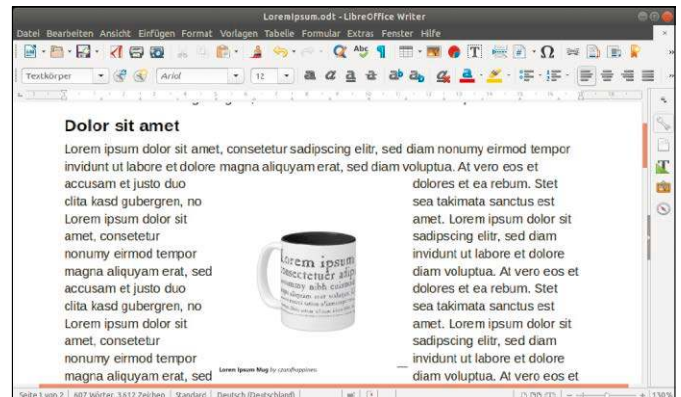 Loremipsum.odt - LibreOffice Writer
Datei Bearbeiten Ansicht Einfügen Format Vorlagen Tabelle Formular Extras Fenster Hilfe
Textkörper Arial 12
Dolor sit amet
Lorem ipsum dolor sit amet, consetetur sadipscing elitr, sed diam nonumy eirmod tempor
invidunt ut labore et dolore magna aliquyam erat, sed diam voluptua. At vero eos et
accusam et justo duo
clita kasd gubergren, no
Lorem ipsum dolor sit
amet, consetetur
nonumy eirmod tempor
magna aliquyam erat, sed
accusam et justo duo
clita kasd gubergren, no
Lorem ipsum dolor sit
amet, consetetur
nonumy eirmod tempor
magna aliquyam erat, sed
Lorem ipsum
nibh
Lorem Ipsum Mug by czandhappines
dolores et ea rebum. Stet
sea takimata sanctus est
amet. Lorem ipsum dolor sit
sadipscing elitr, sed diam
invidunt ut labore et dolore
diam voluptua. At vero eos et
dolores et ea rebum. Stet
sea takimata sanctus est
amet. Lorem ipsum dolor sit
sadipscing elitr, sed diam
invidunt ut labore et dolore
diam voluptua. At vero eos et
Seite 1 von 2 607 Wörter, 3.612 Zeichen Standard Deutsch (Deutschland) 130%